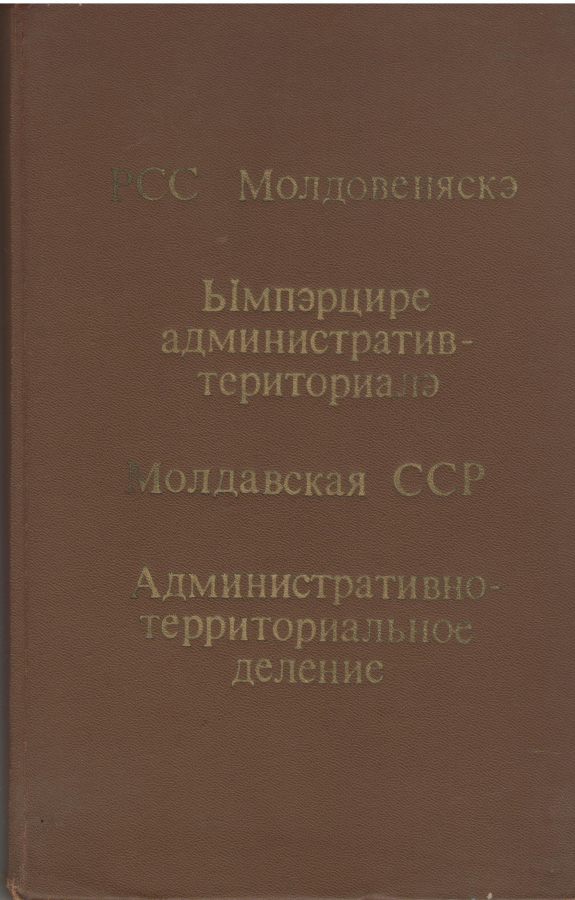 РСС Молдовеняскэ
Ымпэрцире
административ-
териториалэ
Молдавская ССР
Административно-
территориальное
деление